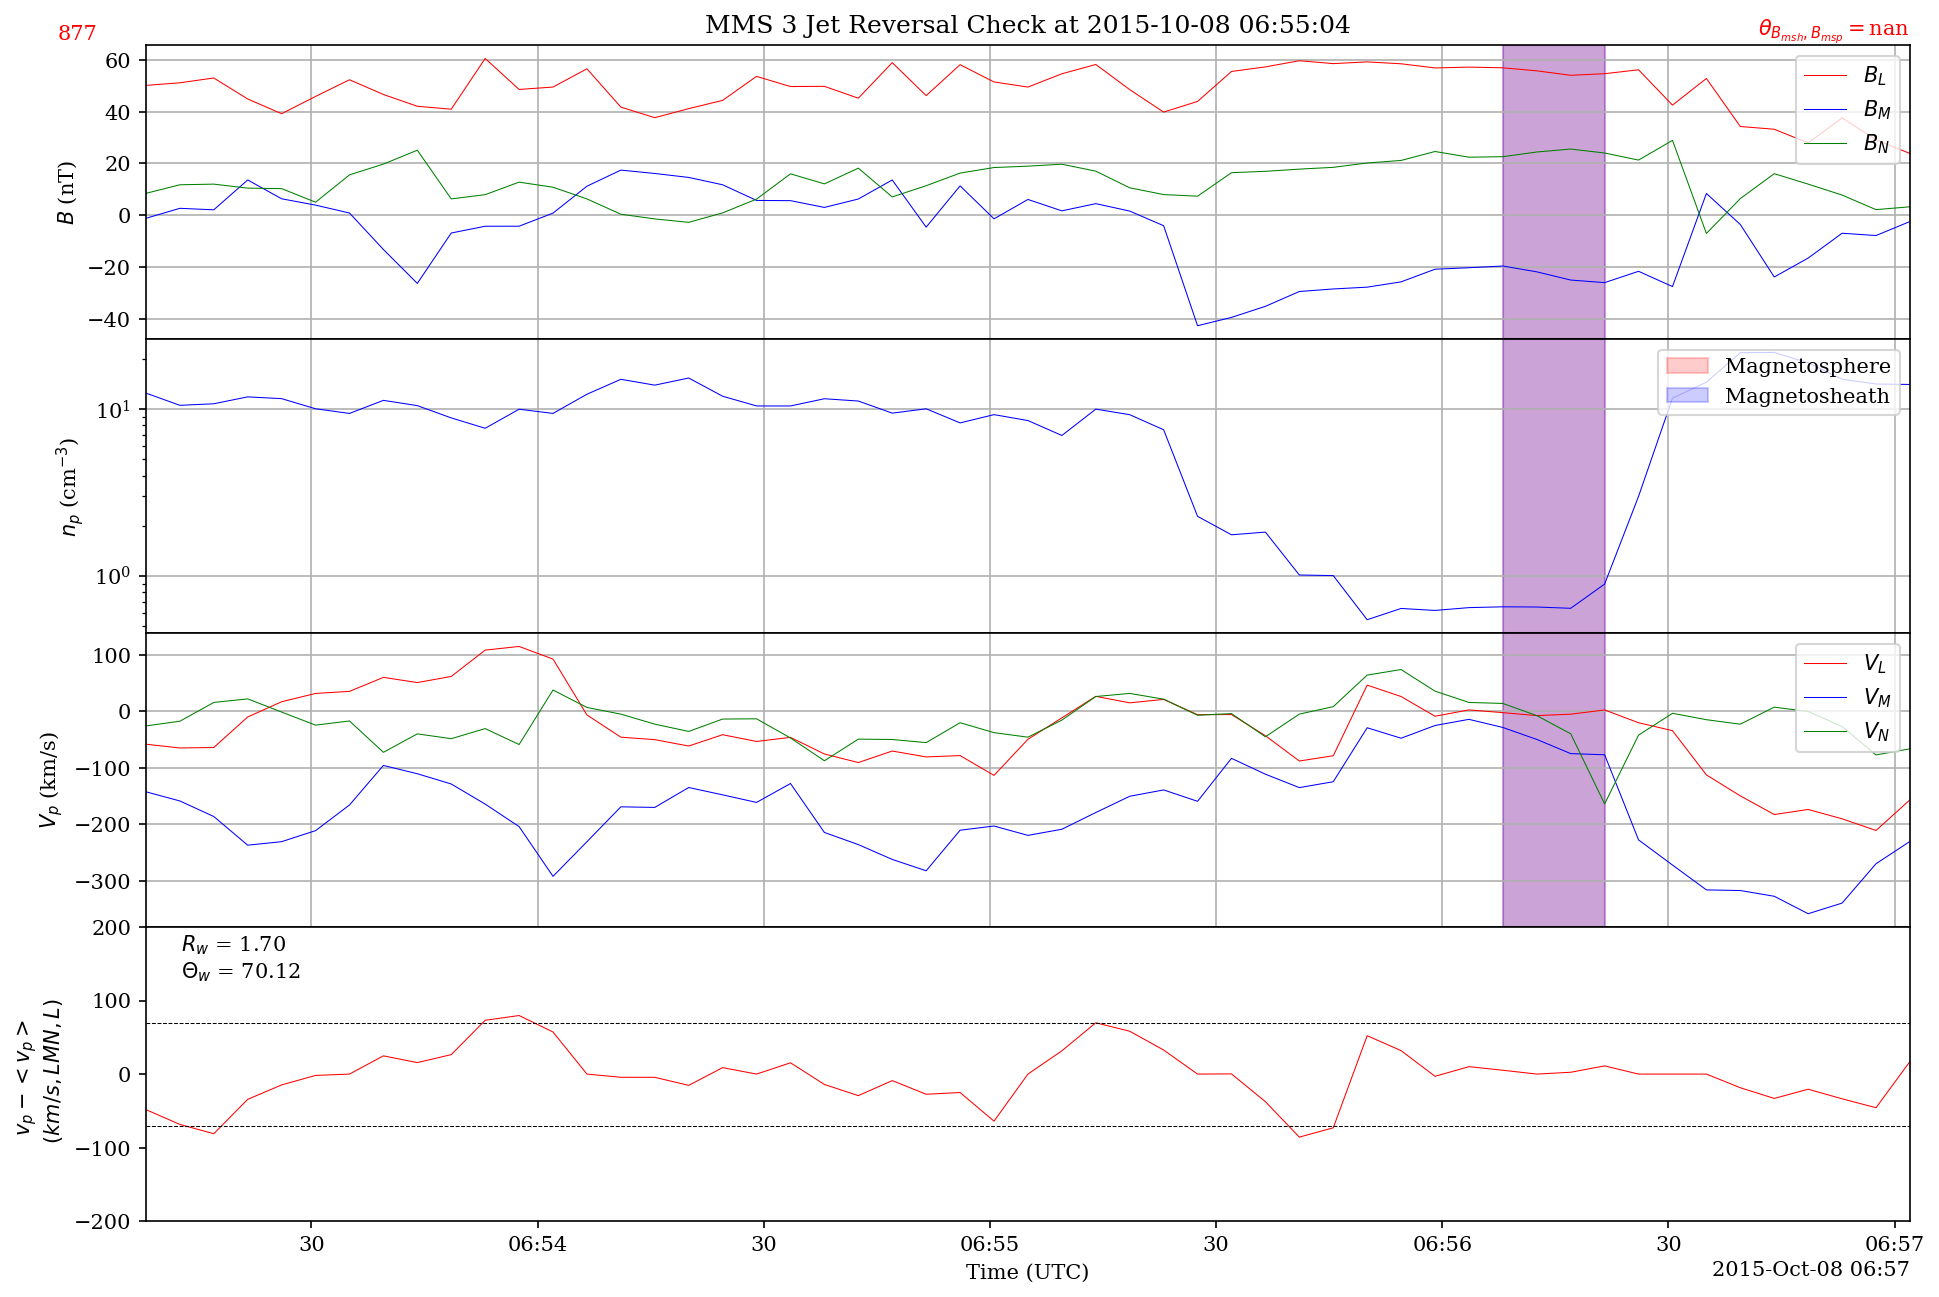 MMS 3 Jet Reversal Check at 2015-10-08 06:55:04
877
θ_{B_{msh}, B_{msp}} = nan
60
40
20
0
−20
−40
B (nT)
B_L
B_M
B_N
10^1
10^0
n_p (cm^{−3})
Magnetosphere
Magnetosheath
100
0
−100
−200
−300
V_p (km/s)
V_L
V_M
V_N
200
100
0
−100
−200
v_p − < v_p >
(km/s, LMN, L)
R_w = 1.70
Θ_w = 70.12
30 06:54 30 06:55 30 06:56 30 06:57
Time (UTC)
2015-Oct-08 06:57